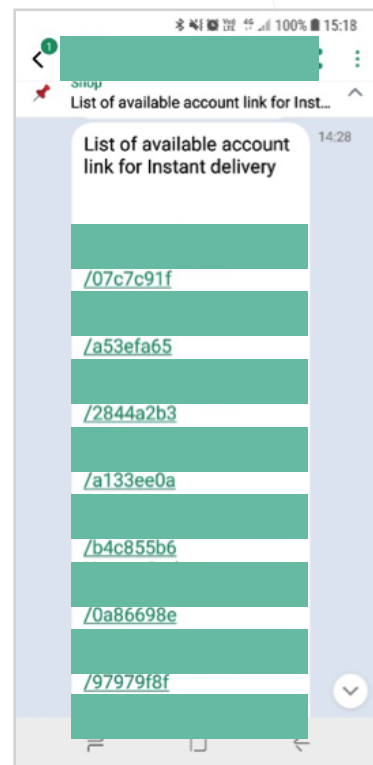 100% 15:18
1
Shop
List of available account link for Inst...
List of available account
link for Instant delivery
14:28
/07c7c91f
/a53efa65
/2844a2b3
/a133ee0a
/b4c855b6
/0a86698e
/97979f8f